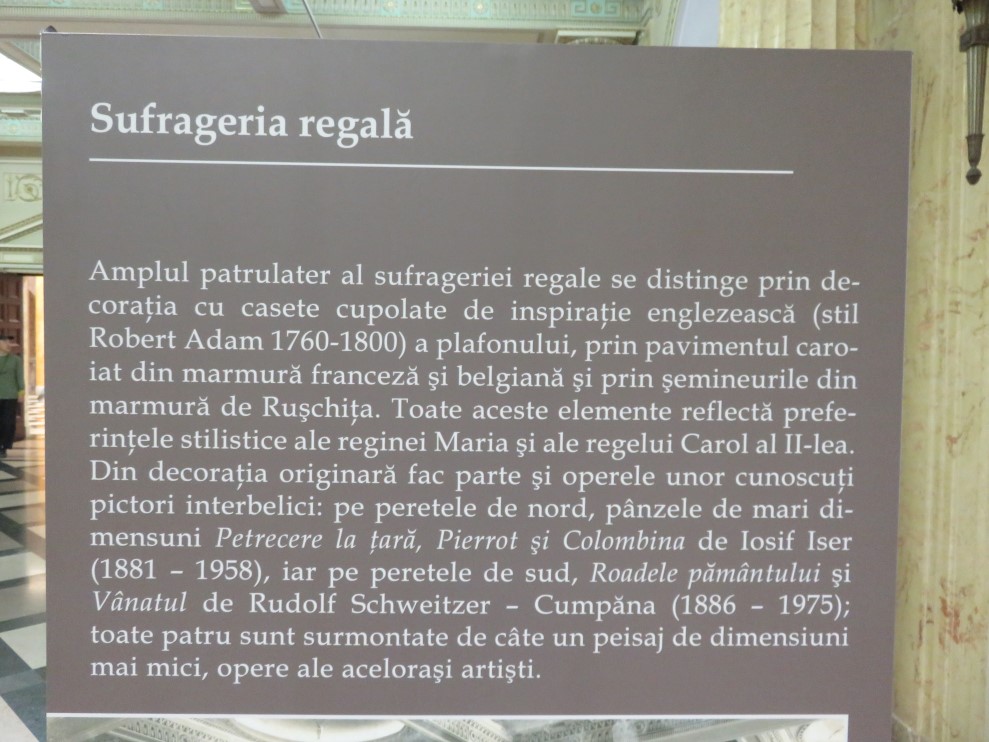 Sufrageria regală
Amplul patrulater al sufrageriei regale se distinge prin de-
corația cu casete cupolate de inspirație englezească (stil
Robert Adam 1760-1800) a plafonului, prin pavimentul caro-
iat din marmură franceză şi belgiană şi prin şemineurile din
marmură de Ruşchița. Toate aceste elemente reflectă prefe-
rințele stilistice ale reginei Maria şi ale regelui Carol al II-lea.
Din decorația originară fac parte şi operele unor cunoscuți
pictori interbelici: pe peretele de nord, pânzele de mari di-
mensuni Petrecere la țară, Pierrot şi Colombina de Iosif Iser
(1881 – 1958), iar pe peretele de sud, Roadele pământului şi
Vânatul de Rudolf Schweitzer – Cumpăna (1886 – 1975);
toate patru sunt surmontate de câte un peisaj de dimensiuni
mai mici, opere ale aceloraşi artişti.